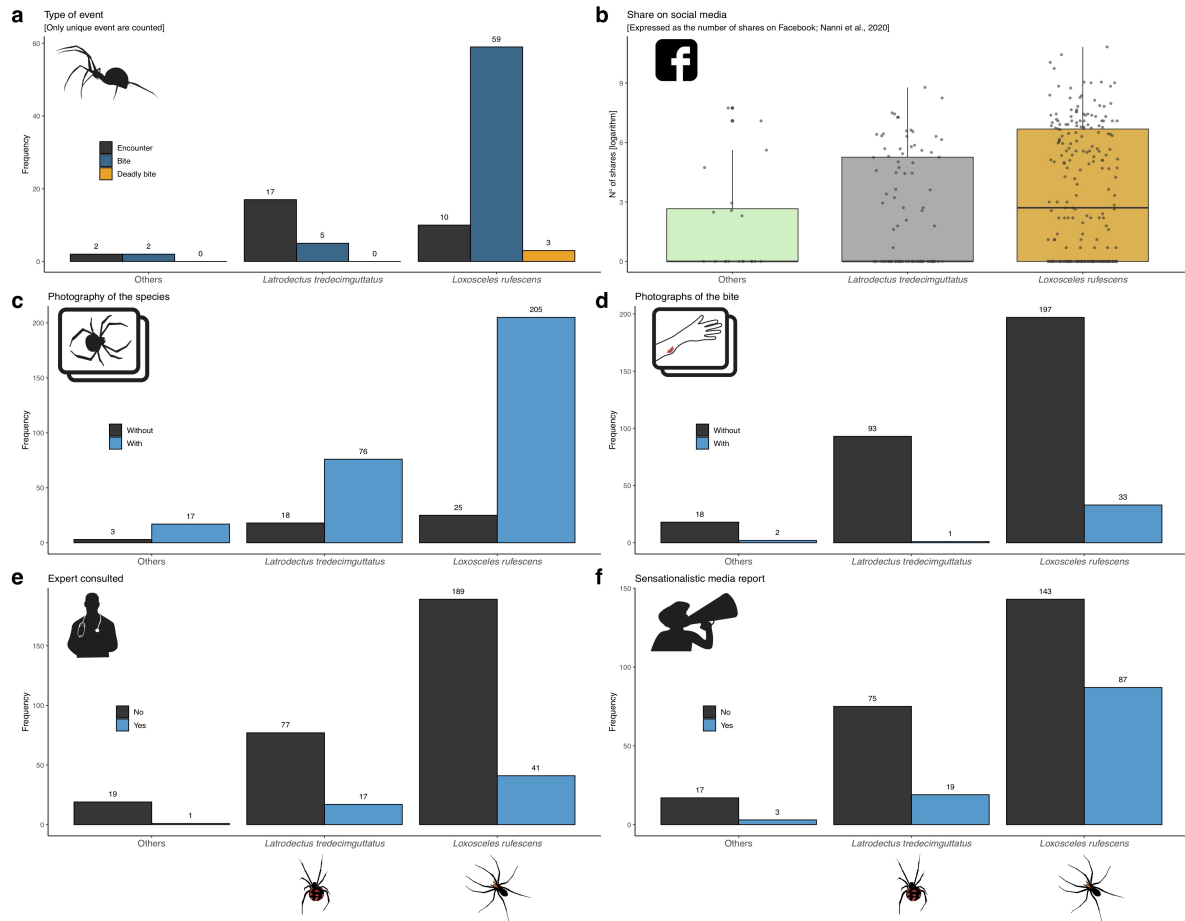 a
Type of event
[Only unique event are counted]
60
40
20
0
Frequency
Encounter
Bite
Deadly bite
2
2
0
17
5
0
10
59
3
Others
Latrodectus tredecimguttatus
Loxosceles rufescens
b
Share on social media
[Expressed as the number of shares on Facebook; Nanni et al., 2020]
9
6
3
0
N° of shares [logarithm]
Others
Latrodectus tredecimguttatus
Loxosceles rufescens
c
Photography of the species
200
150
100
50
0
Frequency
Without
With
3
17
18
76
25
205
Others
Latrodectus tredecimguttatus
Loxosceles rufescens
d
Photographs of the bite
200
150
100
50
0
Frequency
Without
With
18
2
93
1
197
33
Others
Latrodectus tredecimguttatus
Loxosceles rufescens
e
Expert consulted
150
100
50
0
Frequency
No
Yes
19
1
77
17
189
41
Others
Latrodectus tredecimguttatus
Loxosceles rufescens
f
Sensationalistic media report
150
100
50
0
Frequency
No
Yes
17
3
75
19
143
87
Others
Latrodectus tredecimguttatus
Loxosceles rufescens